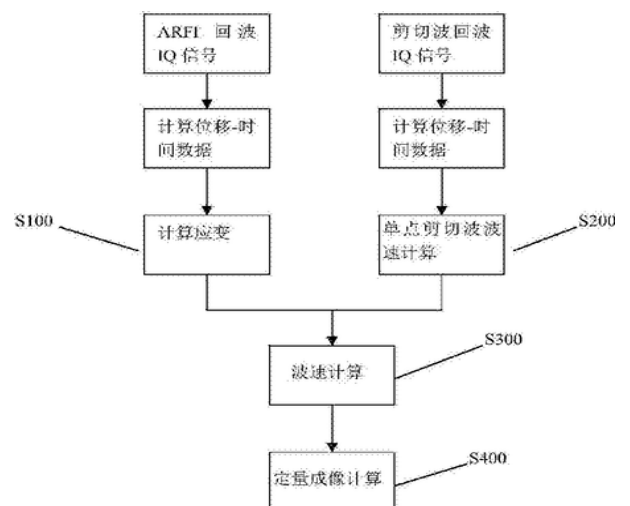 ARFI 回波
IQ 信号
剪切波回波
IQ 信号
计算位移-时
间数据
计算位移-时
间数据
S100
计算应变
单点剪切波波
速计算
S200
波速计算
S300
定量成像计算
S400